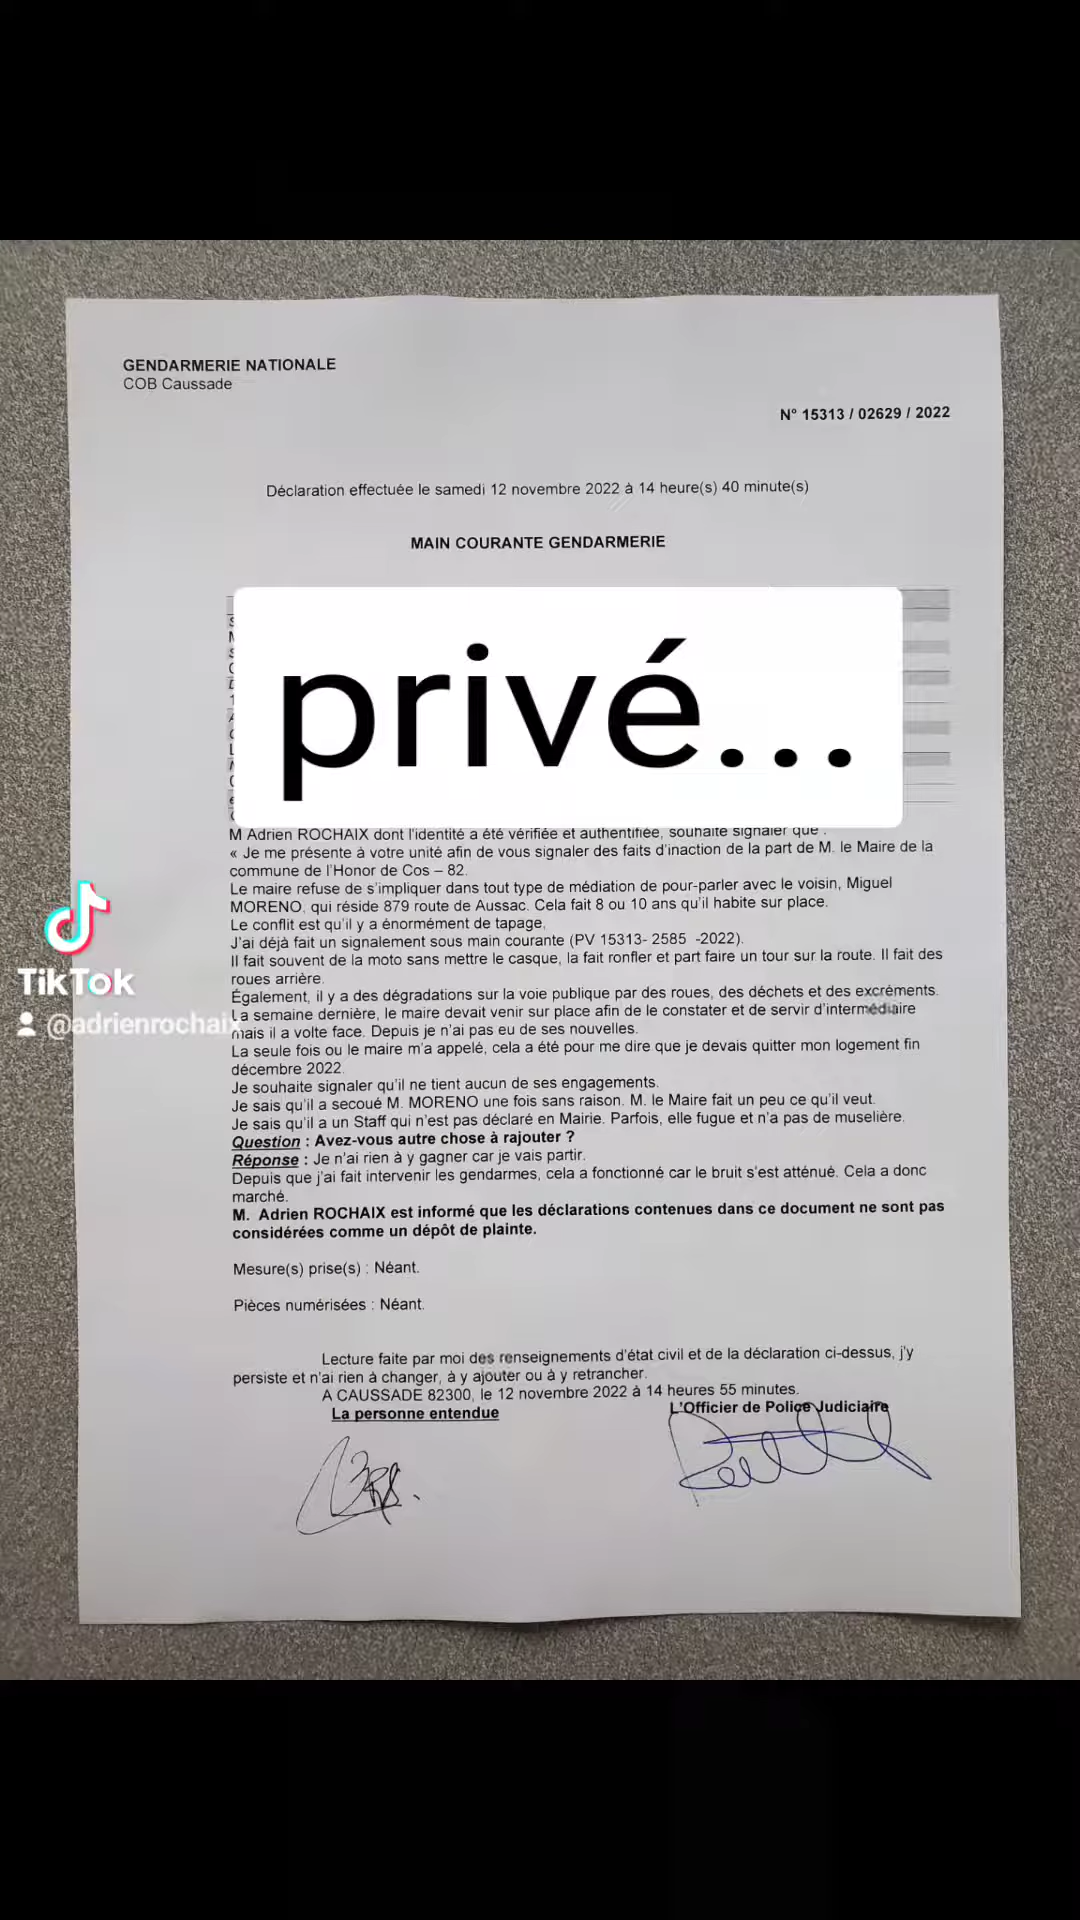 GENDARMERIE NATIONALE
COB Caussade
N° 15313 / 02629 / 2022
Déclaration effectuée le samedi 12 novembre 2022 à 14 heure(s) 40 minute(s)
MAIN COURANTE GENDARMERIE
privé...
M Adrien ROCHAIX dont l'identité a été vérifiée et authentifiée, souhaite signaler que :
« Je me présente à votre unité afin de vous signaler des faits d'inaction de la part de M. le Maire de la
commune de l'Honor de Cos – 82.
Le maire refuse de s'impliquer dans tout type de médiation de pour-parler avec le voisin, Miguel
MORENO, qui réside 879 route de Aussac. Cela fait 8 ou 10 ans qu'il habite sur place.
Le conflit est qu'il y a énormément de tapage,
J'ai déjà fait un signalement sous main courante (PV 15313- 2585 -2022).
Il fait souvent de la moto sans mettre le casque, la fait ronfler et part faire un tour sur la route. Il fait des
roues arrière.
Également, il y a des dégradations sur la voie publique par des roues, des déchets et des excréments.
La semaine dernière, le maire devait venir sur place afin de le constater et de servir d'intermédiaire
mais il a volte face. Depuis je n'ai pas eu de ses nouvelles.
La seule fois ou le maire m'a appelé, cela a été pour me dire que je devais quitter mon logement fin
décembre 2022.
Je souhaite signaler qu'il ne tient aucun de ses engagements.
Je sais qu'il a secoué M. MORENO une fois sans raison. M. le Maire fait un peu ce qu'il veut.
Je sais qu'il a un Staff qui n'est pas déclaré en Mairie. Parfois, elle fugue et n'a pas de muselière.
Question : Avez-vous autre chose à rajouter ?
Réponse : Je n'ai rien à y gagner car je vais partir.
Depuis que j'ai fait intervenir les gendarmes, cela a fonctionné car le bruit s'est atténué. Cela a donc
marché.
M. Adrien ROCHAIX est informé que les déclarations contenues dans ce document ne sont pas
considérées comme un dépôt de plainte.
Mesure(s) prise(s) : Néant.
Pièces numérisées : Néant.
Lecture faite par moi des renseignements d'état civil et de la déclaration ci-dessus, j'y
persiste et n'ai rien à changer, à y ajouter ou à y retrancher.
A CAUSSADE 82300, le 12 novembre 2022 à 14 heures 55 minutes.
La personne entendue
L'Officier de Police Judiciaire
TikTok
@adrienrochaix